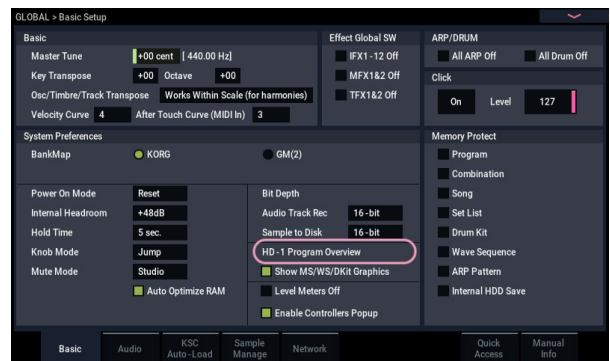 GLOBAL > Basic Setup
Basic
Master Tune +00 cent [ 440.00 Hz]
Key Transpose +00 Octave +00
Osc/Timbre/Track Transpose Works Within Scale (for harmonies)
Velocity Curve 4 After Touch Curve (MIDI In) 3
Effect Global SW
IFX1-12 Off
MFX1&2 Off
TFX1&2 Off
ARP/DRUM
All ARP Off All Drum Off
Click
On Level 127
System Preferences
BankMap KORG GM(2)
Power On Mode Reset
Internal Headroom +48dB
Hold Time 5 sec.
Knob Mode Jump
Mute Mode Studio
Auto Optimize RAM
Bit Depth
Audio Track Rec 16-bit
Sample to Disk 16-bit
HD-1 Program Overview
Show MS/WS/DKit Graphics
Level Meters Off
Enable Controllers Popup
Memory Protect
Program
Combination
Song
Set List
Drum Kit
Wave Sequence
ARP Pattern
Internal HDD Save
Basic
Audio
KSC
Auto-Load
Sample
Manage
Network
Quick
Access
Manual
Info